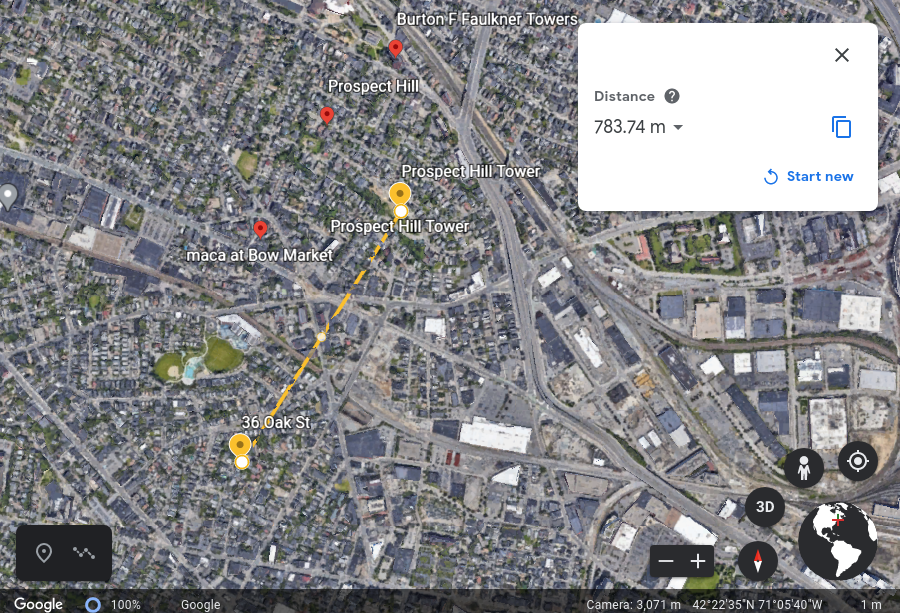 Burton F Faulkner Towers
Prospect Hill
Distance ?
783.74 m
Start new
Prospect Hill Tower
Prospect Hill Tower
maca at Bow Market
36 Oak St
3D
Google
100%
Google
Camera: 3,071 m
42°22'35"N 71°05'40"W
1 m